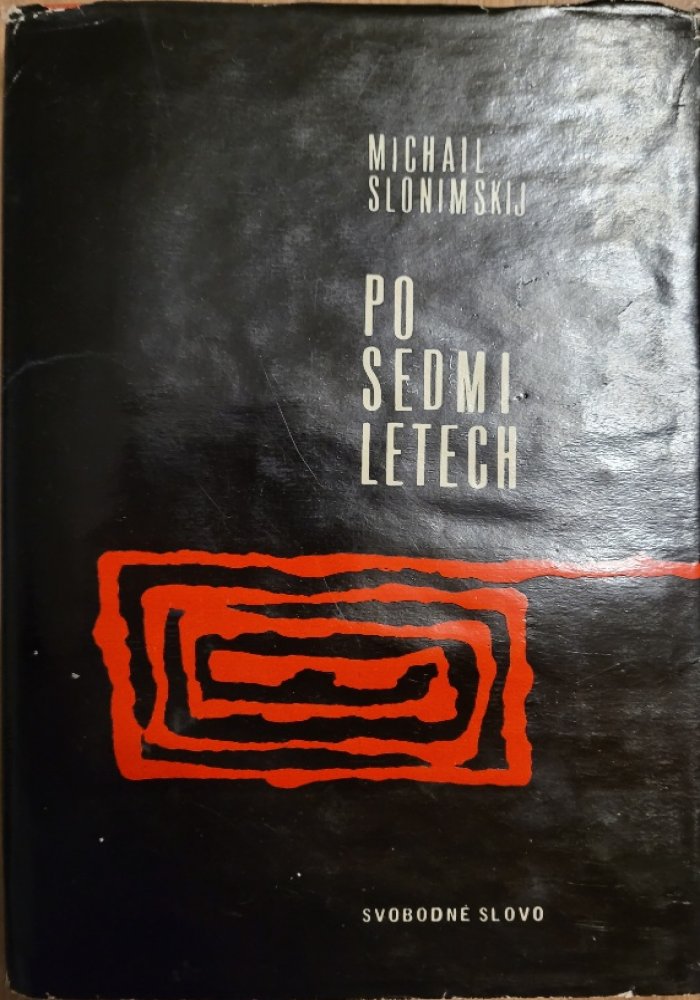 MICHAIL
SLONIMSKIJ
PO
SEDMI
LETECH
SVOBODNÉ SLOVO